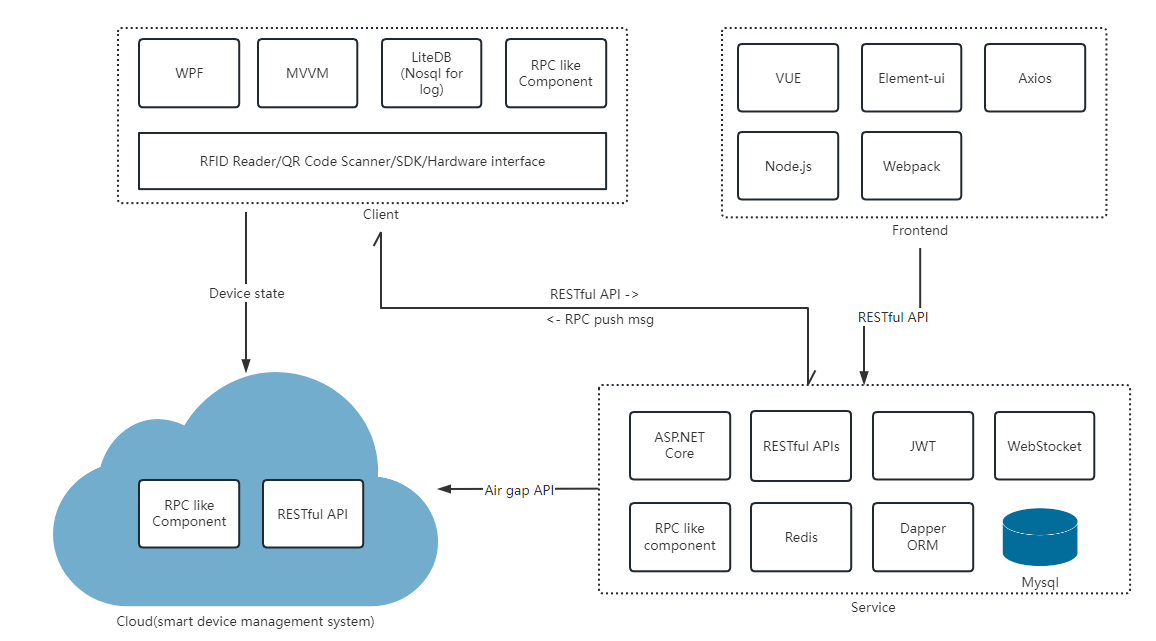 WPF
MVVM
LiteDB
(Nosql for
log)
RPC like
Component
RFID Reader/QR Code Scanner/SDK/Hardware interface
Client
VUE
Element-ui
Axios
Node.js
Webpack
Frontend
Device state
RESTful API ->
<- RPC push msg
RESTful API
RPC like
Component
RESTful API
Cloud(smart device management system)
Air gap API
ASP.NET
Core
RESTful APIs
JWT
WebStocket
RPC like
component
Redis
Dapper
ORM
Mysql
Service